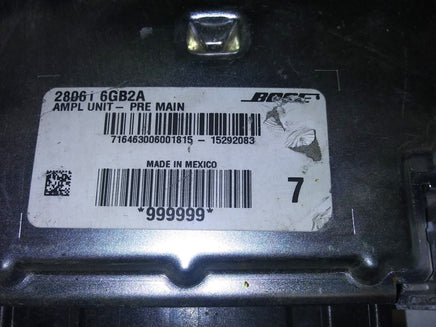 28061 6GB2A
BOSE
AMPL UNIT- PRE MAIN
716463006001815 - 15292083
MADE IN MEXICO
7
*999999*